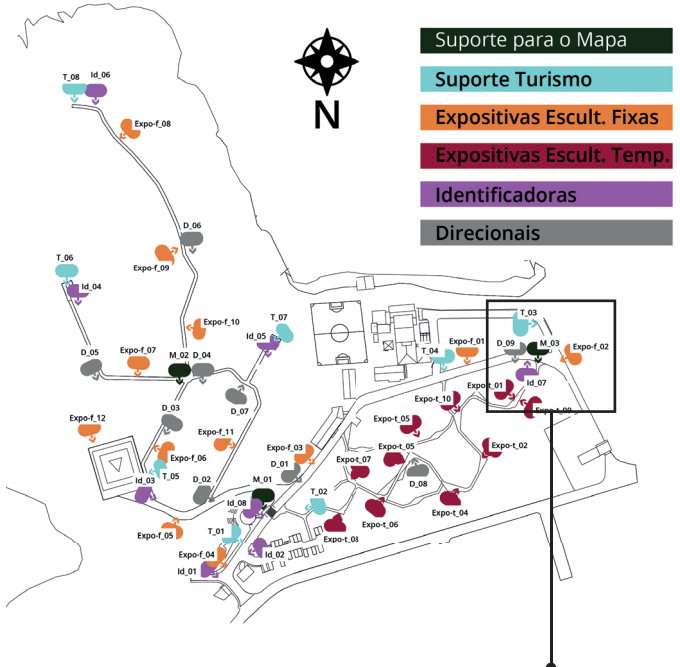 Suporte para o Mapa
Suporte Turismo
Expositivas Escult. Fixas
Expositivas Escult. Temp.
Identificadoras
Direcionais
N
T_08
Id_06
Expo-f_08
D_06
Expo-f_09
T_06
Id_04
Expo-f_10
T_07
Id_05
T_03
D_05
Expo-f_07
M_02
D_04
T_04
Expo-f_01
D_09
M_03
Expo-f_02
Id_07
D_07
Expo-t_01
Expo-t_10
Expo-t_09
Expo-f_12
D_03
Expo-f_11
Expo-t_05
Expo-t_02
Expo-f_06
Expo-f_03
Expo-t_05
T_05
D_01
Expo-t_07
D_08
Id_03
D_02
M_01
Id_08
T_02
Expo-t_06
Expo-t_04
Expo-f_05
T_01
Expo-t_03
Expo-f_04
Id_02
Id_01